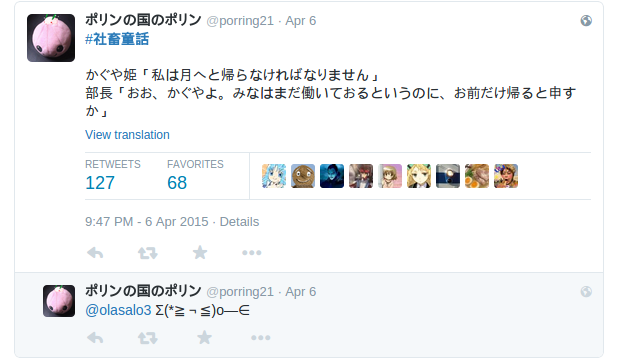 ポリンの国のポリン @porring21 · Apr 6
#社畜童話
かぐや姫「私は月へと帰らなければなりません」
部長「おお、かぐやよ。みなはまだ働いておるというのに、お前だけ帰ると申す
か」
View translation
RETWEETS FAVORITES
127 68
9:47 PM - 6 Apr 2015 · Details
ポリンの国のポリン @porring21 · Apr 6
@olasalo3 Σ(*≧¬≦)o―∈